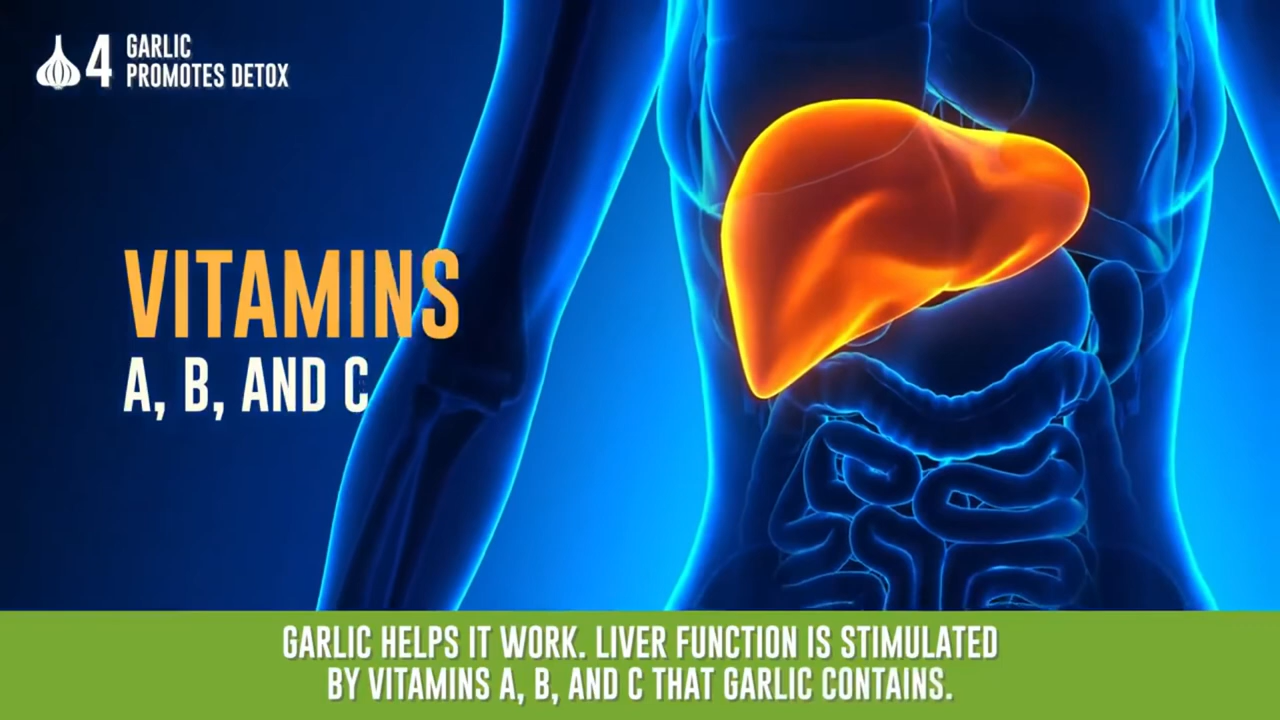 4 GARLIC
PROMOTES DETOX
VITAMINS
A, B, AND C
GARLIC HELPS IT WORK. LIVER FUNCTION IS STIMULATED
BY VITAMINS A, B, AND C THAT GARLIC CONTAINS.